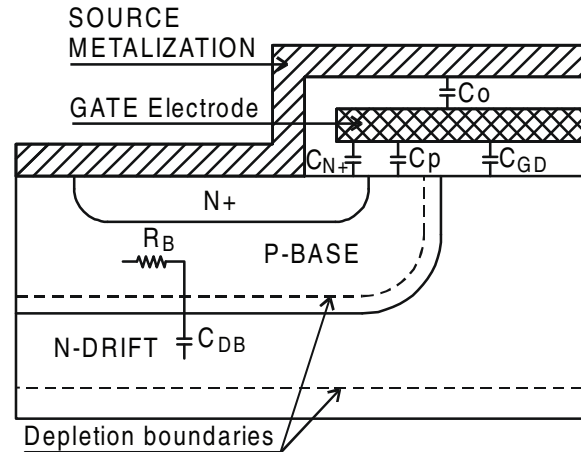 SOURCE
METALIZATION
Co
GATE Electrode
CN+
Cp
CGD
N+
RB
P-BASE
N-DRIFT
CDB
Depletion boundaries